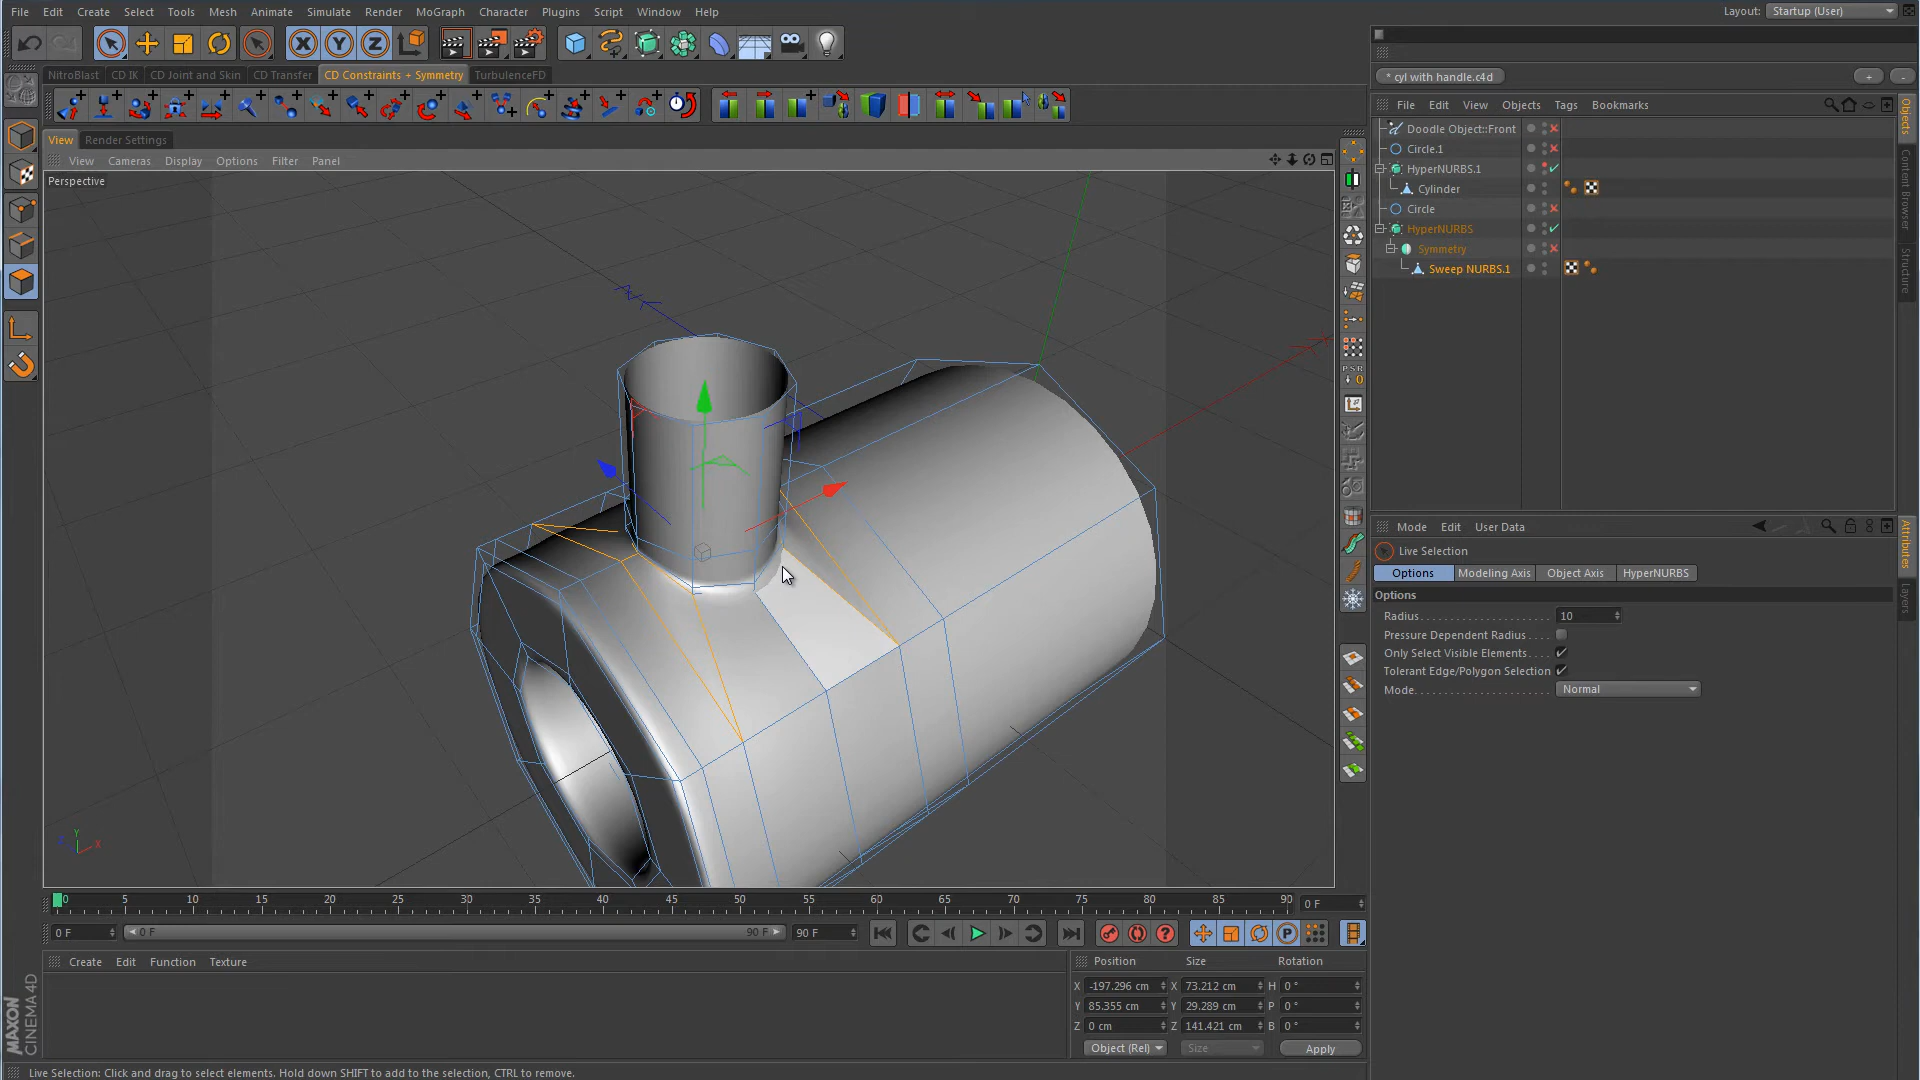 File Edit Create Select Tools Mesh Animate Simulate Render MoGraph Character Plugins Script Window Help
Layout: Startup (User)
NitroBlast CD IK CD Joint and Skin CD Transfer CD Constraints + Symmetry TurbulenceFD
* cyl with handle.c4d
+ -
File Edit View Objects Tags Bookmarks
View Render Settings
View Cameras Display Options Filter Panel
Perspective
Doodle Object::Front
Circle.1
HyperNURBS.1
Cylinder
Circle
HyperNURBS
Symmetry
Sweep NURBS.1
Objects
Content Browser
Structure
X Y Z
PSR
0
Mode Edit User Data
Live Selection
Options Modeling Axis Object Axis HyperNURBS
Options
Radius 10
Pressure Dependent Radius
Only Select Visible Elements
Tolerant Edge/Polygon Selection
Mode Normal
Attributes
Layers
Y
X
Z
0 5 10 15 20 25 30 35 40 45 50 55 60 65 70 75 80 85 90 0 F
0 F 0 F 90 F 90 F
Create Edit Function Texture
Position Size Rotation
X -197.296 cm X 73.212 cm H 0 °
Y 85.355 cm Y 29.289 cm P 0 °
Z 0 cm Z 141.421 cm B 0 °
Object (Rel) Size Apply
MAXON
CINEMA 4D
Live Selection: Click and drag to select elements. Hold down SHIFT to add to the selection, CTRL to remove.